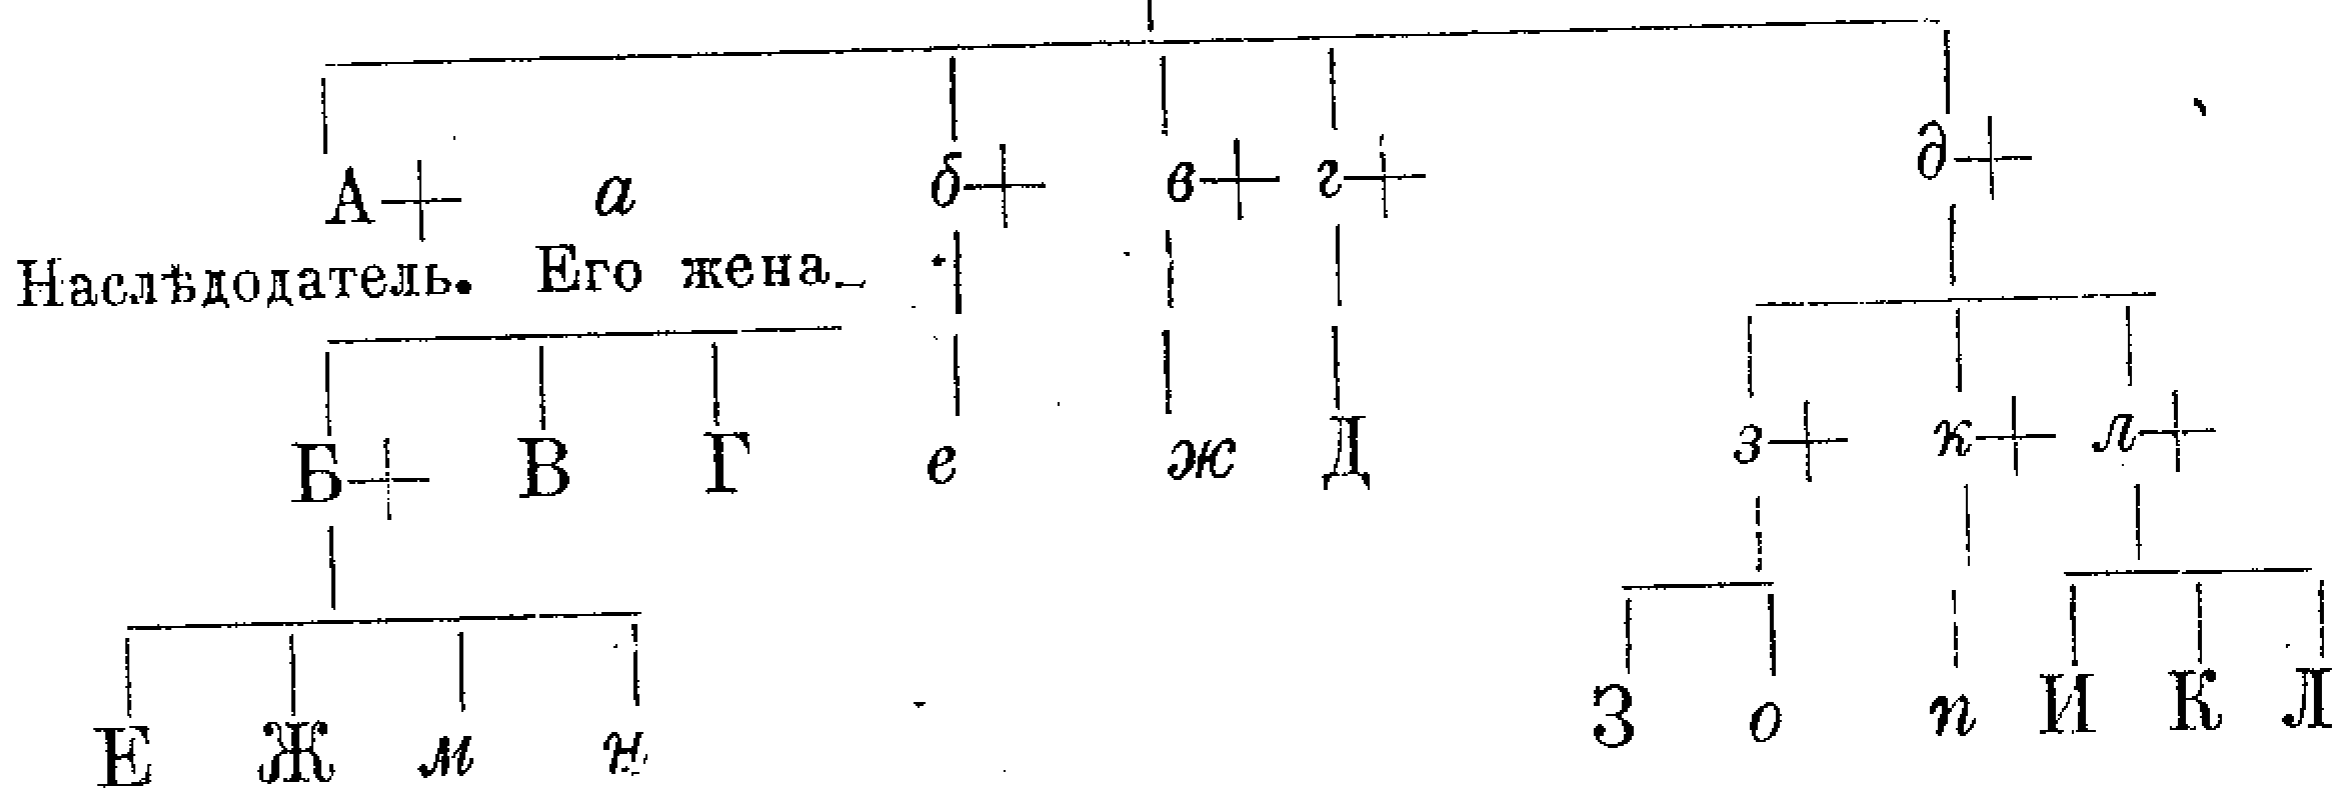 А+ а б+ в+ г+ д+
Наслѣдодатель. Его жена
Б+ В Г е ж Д з+ к+ л+
Е Ж м н З о п И К Л